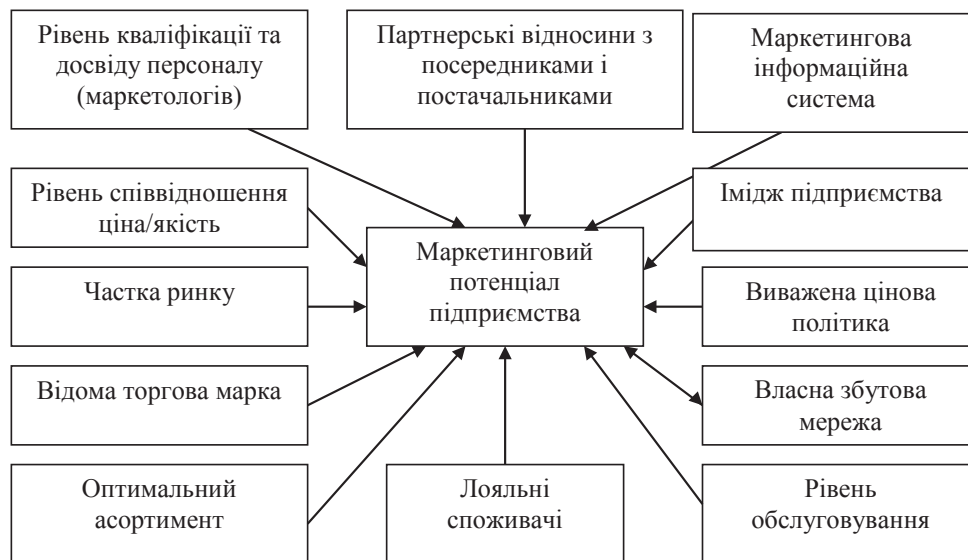 Рівень кваліфікації та
досвіду персоналу
(маркетологів)
Партнерські відносини з
посередниками і
постачальниками
Маркетингова
інформаційна
система
Рівень співвідношення
ціна/якість
Імідж підприємства
Маркетинговий
потенціал
підприємства
Частка ринку
Виважена цінова
політика
Відома торгова марка
Власна збутова
мережа
Оптимальний
асортимент
Лояльні
споживачі
Рівень
обслуговування